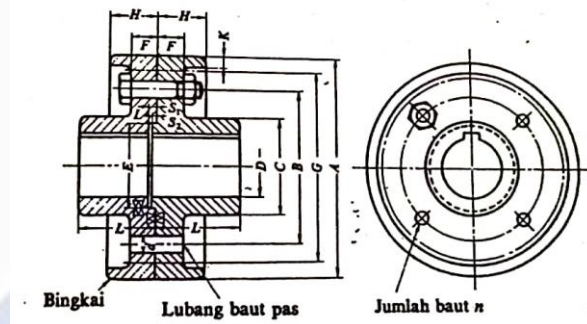 H H
F F
K
L S₁
S₂
E
D
C
B
G
A
L d L
Bingkai
Lubang baut pas
Jumlah baut n